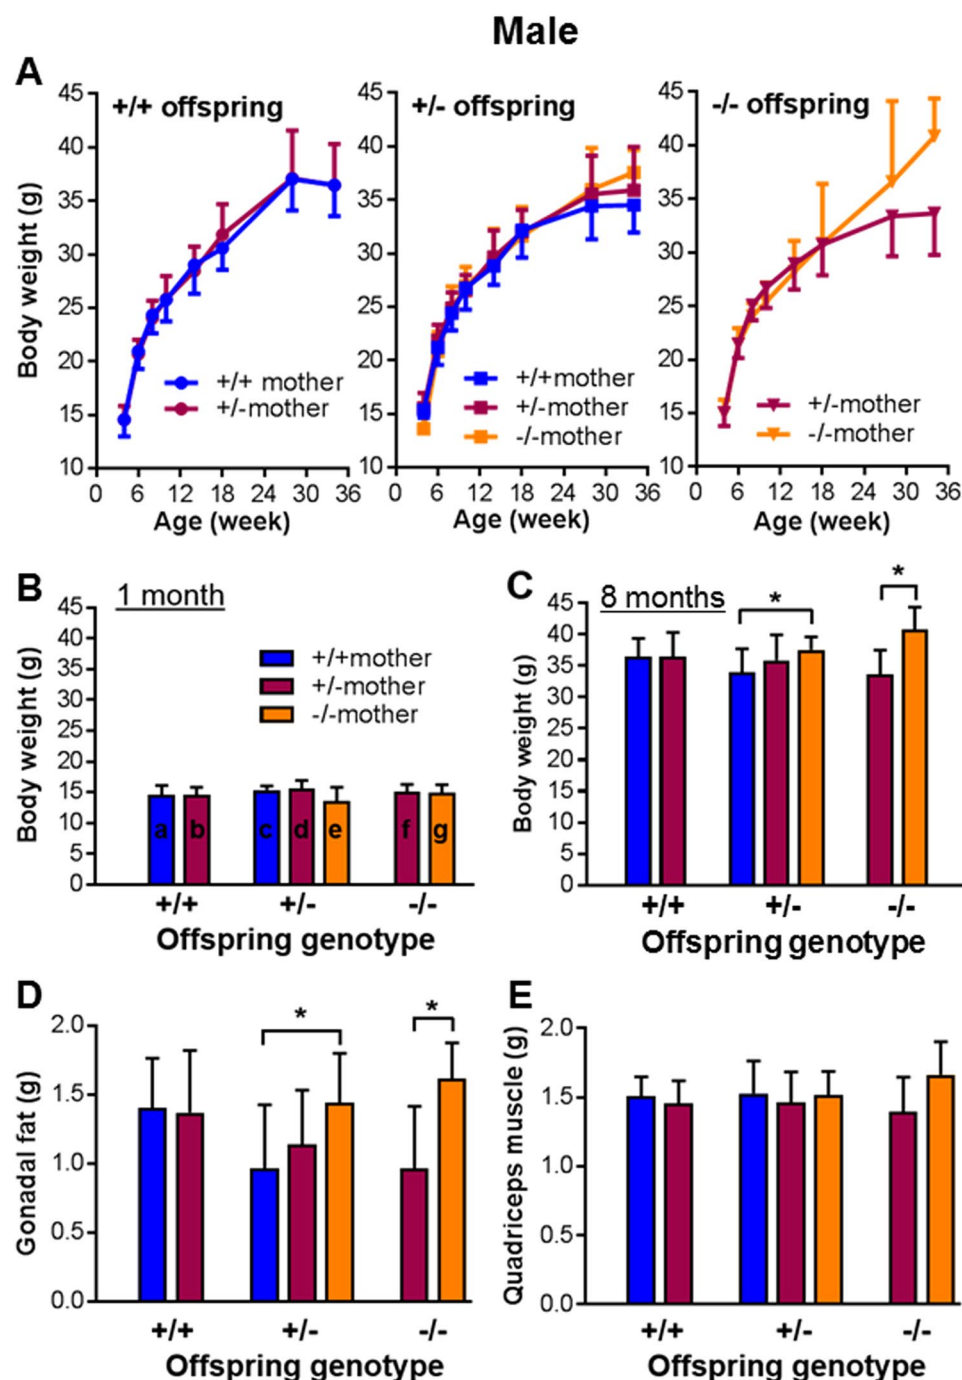 Male
A
+/+ offspring
45
40
35
30
25
20
15
10
Body weight (g)
+/+ mother
+/-mother
0 6 12 18 24 30 36
Age (week)
+/- offspring
45
40
35
30
25
20
15
10
+/+mother
+/-mother
-/-mother
0 6 12 18 24 30 36
Age (week)
-/- offspring
45
40
35
30
25
20
15
10
+/-mother
-/-mother
0 6 12 18 24 30 36
Age (week)
B
1 month
45
40
35
30
25
20
15
10
5
0
Body weight (g)
+/+mother
+/-mother
-/-mother
a b c d e f g
+/+ +/- -/-
Offspring genotype
C
8 months
* *
45
40
35
30
25
20
15
10
5
0
Body weight (g)
+/+ +/- -/-
Offspring genotype
D
* *
2.0
1.5
1.0
0.5
0.0
Gonadal fat (g)
+/+ +/- -/-
Offspring genotype
E
2.0
1.5
1.0
0.5
0.0
Quadriceps muscle (g)
+/+ +/- -/-
Offspring genotype